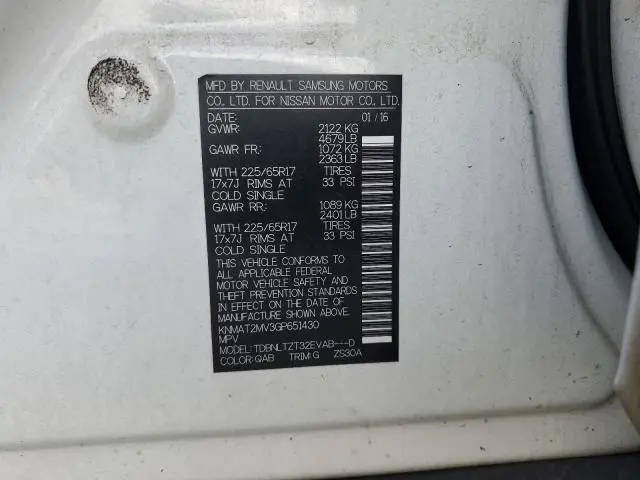 MFD BY RENAULT SAMSUNG MOTORS
CO., LTD. FOR NISSAN MOTOR CO., LTD.
DATE: 01/16
GVWR: 2122 KG
4679 LB
GAWR FR.: 1072 KG
2363 LB
WITH 225/65R17 TIRES
17x7J RIMS AT 33 PSI
COLD SINGLE
GAWR RR.: 1089 KG
2401 LB
WITH 225/65R17 TIRES
17x7J RIMS AT 33 PSI
COLD SINGLE
THIS VEHICLE CONFORMS TO
ALL APPLICABLE FEDERAL
MOTOR VEHICLE SAFETY AND
THEFT PREVENTION STANDARDS
IN EFFECT ON THE DATE OF
MANUFACTURE SHOWN ABOVE.
KNMAT2MV3GP651430
MPV
MODEL: TDBNLTZT32EVAB---D
COLOR: QAB TRIM: G ZS30A